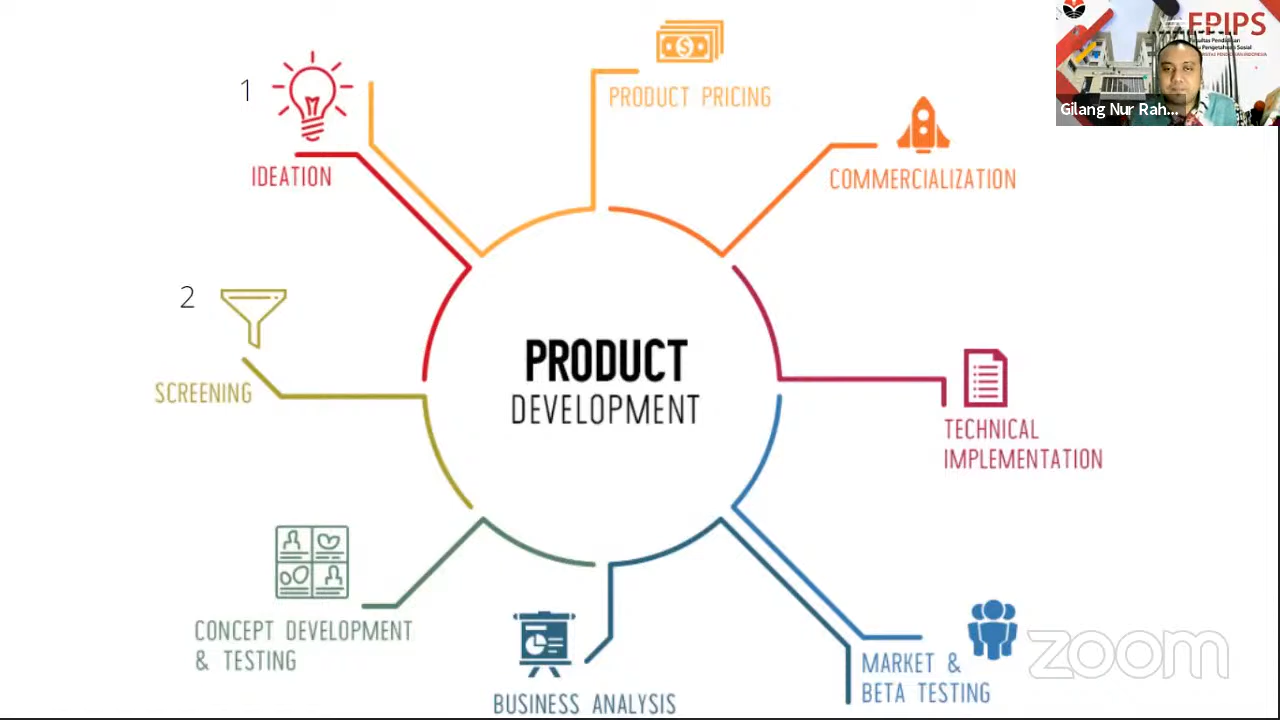 1
IDEATION
PRODUCT PRICING
COMMERCIALIZATION
FPIPS
Gilang Nur Rah...
2
SCREENING
PRODUCT
DEVELOPMENT
TECHNICAL
IMPLEMENTATION
CONCEPT DEVELOPMENT
& TESTING
BUSINESS ANALYSIS
MARKET &
BETA TESTING
zoom